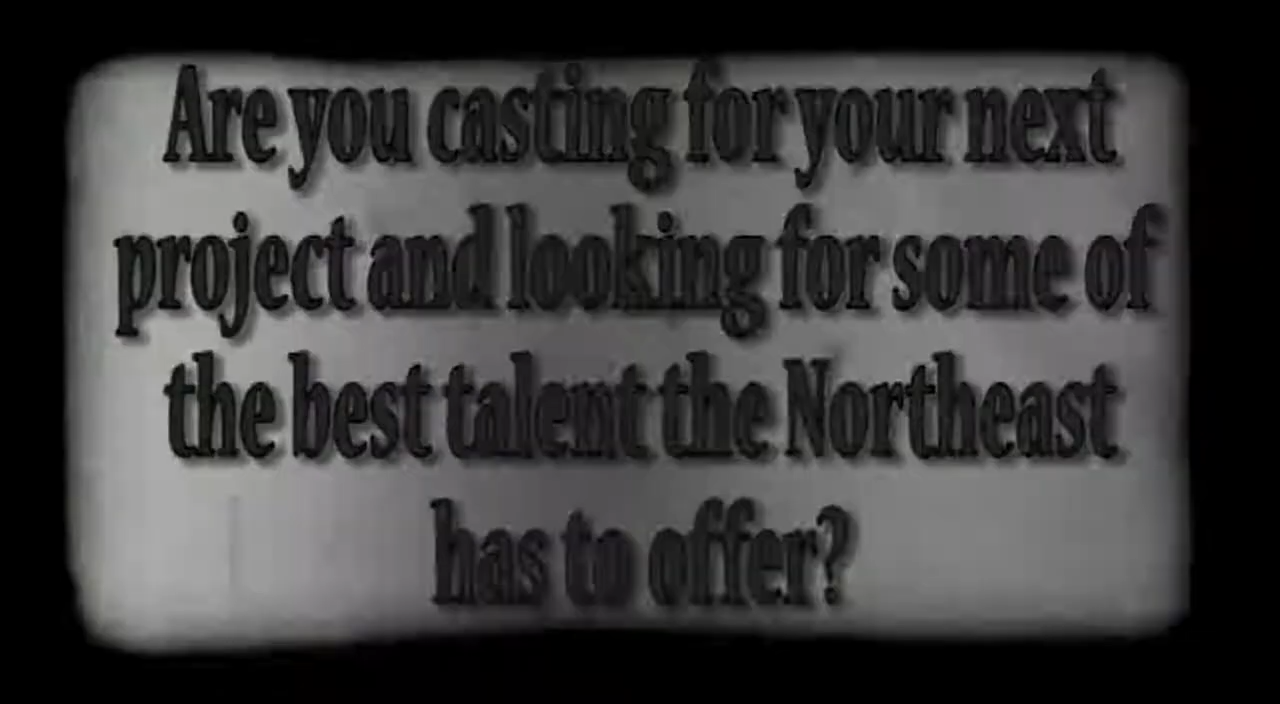 Are you casting for your next
project and looking for some of
the best talent the Northeast
has to offer?